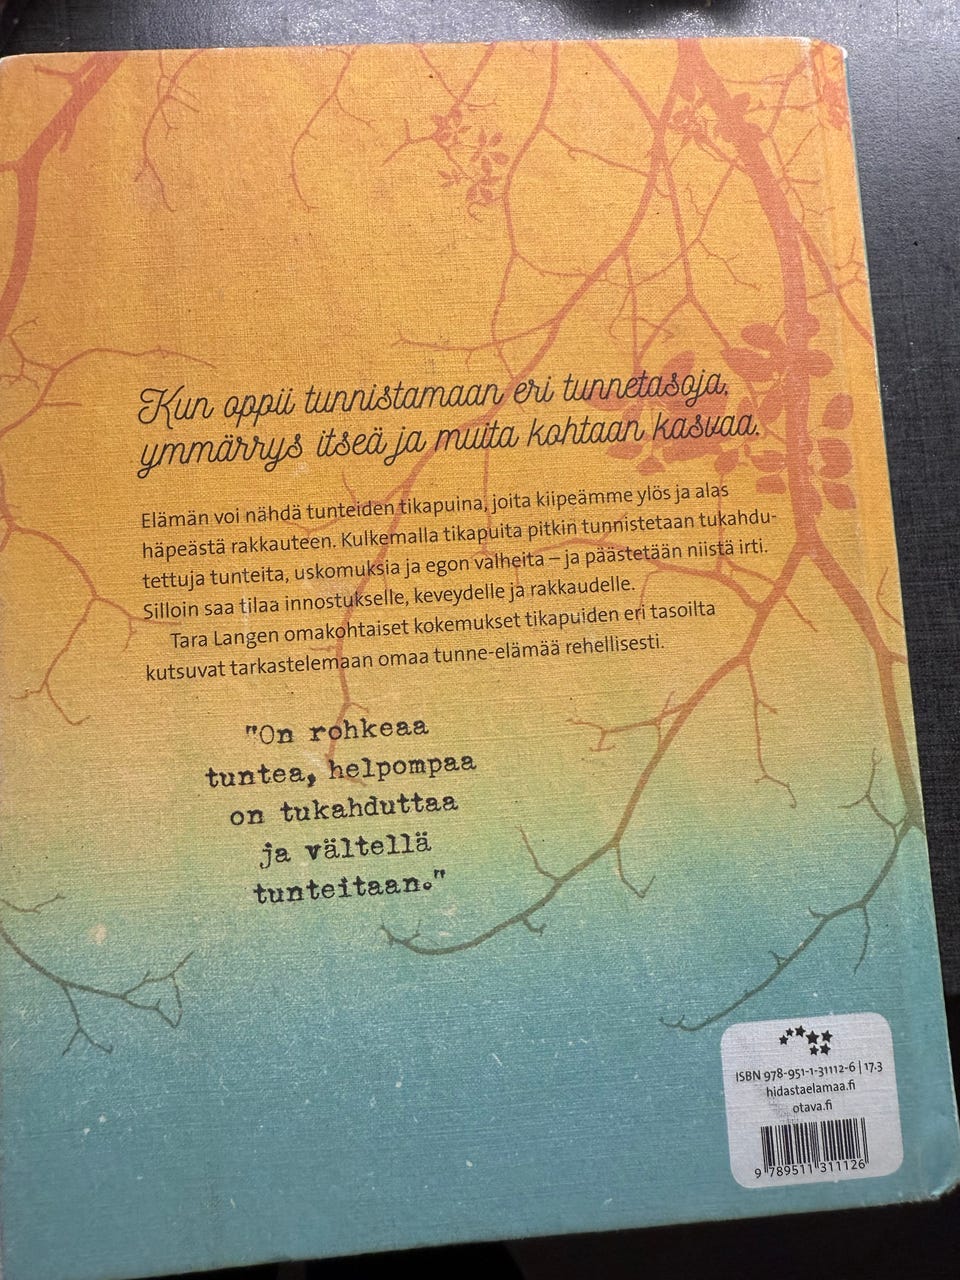 Kun oppii tunnistamaan eri tunnetasoja,
ymmärrys itseä ja muita kohtaan kasvaa.
Elämän voi nähdä tunteiden tikapuina, joita kiipeämme ylös ja alas
häpeästä rakkauteen. Kulkemalla tikapuita pitkin tunnistetaan tukahdu-
tettuja tunteita, uskomuksia ja egon valheita – ja päästetään niistä irti.
Silloin saa tilaa innostukselle, keveydelle ja rakkaudelle.
Tara Langen omakohtaiset kokemukset tikapuiden eri tasoilta
kutsuvat tarkastelemaan omaa tunne-elämää rehellisesti.
"On rohkeaa
tuntea, helpompaa
on tukahduttaa
ja vältellä
tunteitaan."
ISBN 978-951-1-31112-6 | 17.3
hidastaelamaa.fi
otava.fi
9 789511 311126